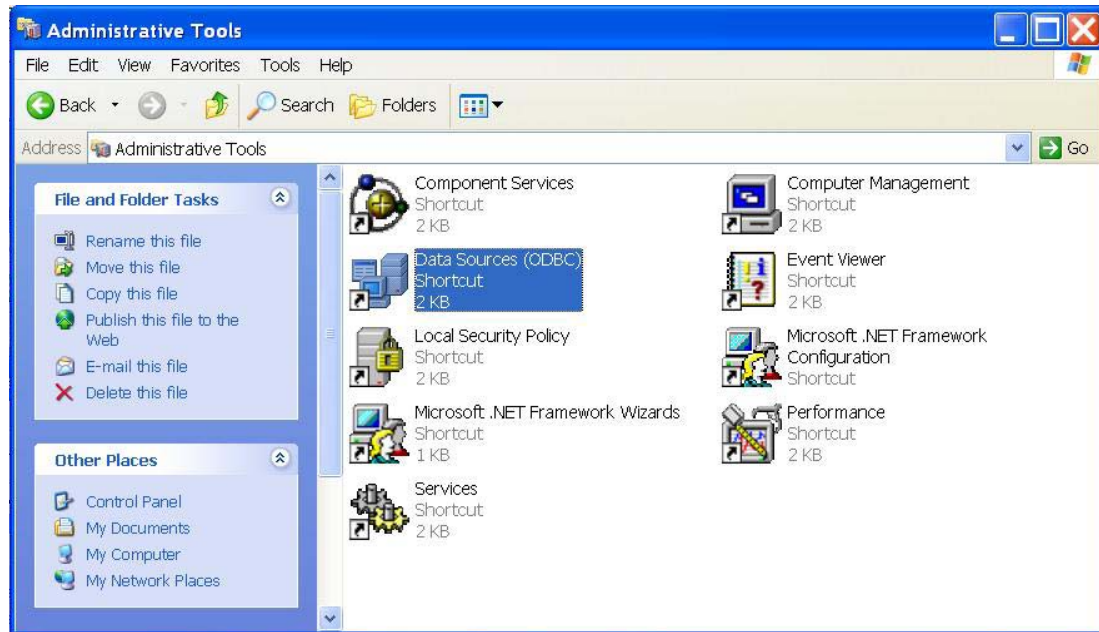 Administrative Tools
File Edit View Favorites Tools Help
Back Search Folders
Address Administrative Tools Go
File and Folder Tasks
Rename this file
Move this file
Copy this file
Publish this file to the
Web
E-mail this file
Delete this file
Other Places
Control Panel
My Documents
My Computer
My Network Places
Component Services
Shortcut
2 KB
Computer Management
Shortcut
2 KB
Data Sources (ODBC)
Shortcut
2 KB
Event Viewer
Shortcut
2 KB
Local Security Policy
Shortcut
2 KB
Microsoft .NET Framework
Configuration
Shortcut
Microsoft .NET Framework Wizards
Shortcut
1 KB
Performance
Shortcut
2 KB
Services
Shortcut
2 KB